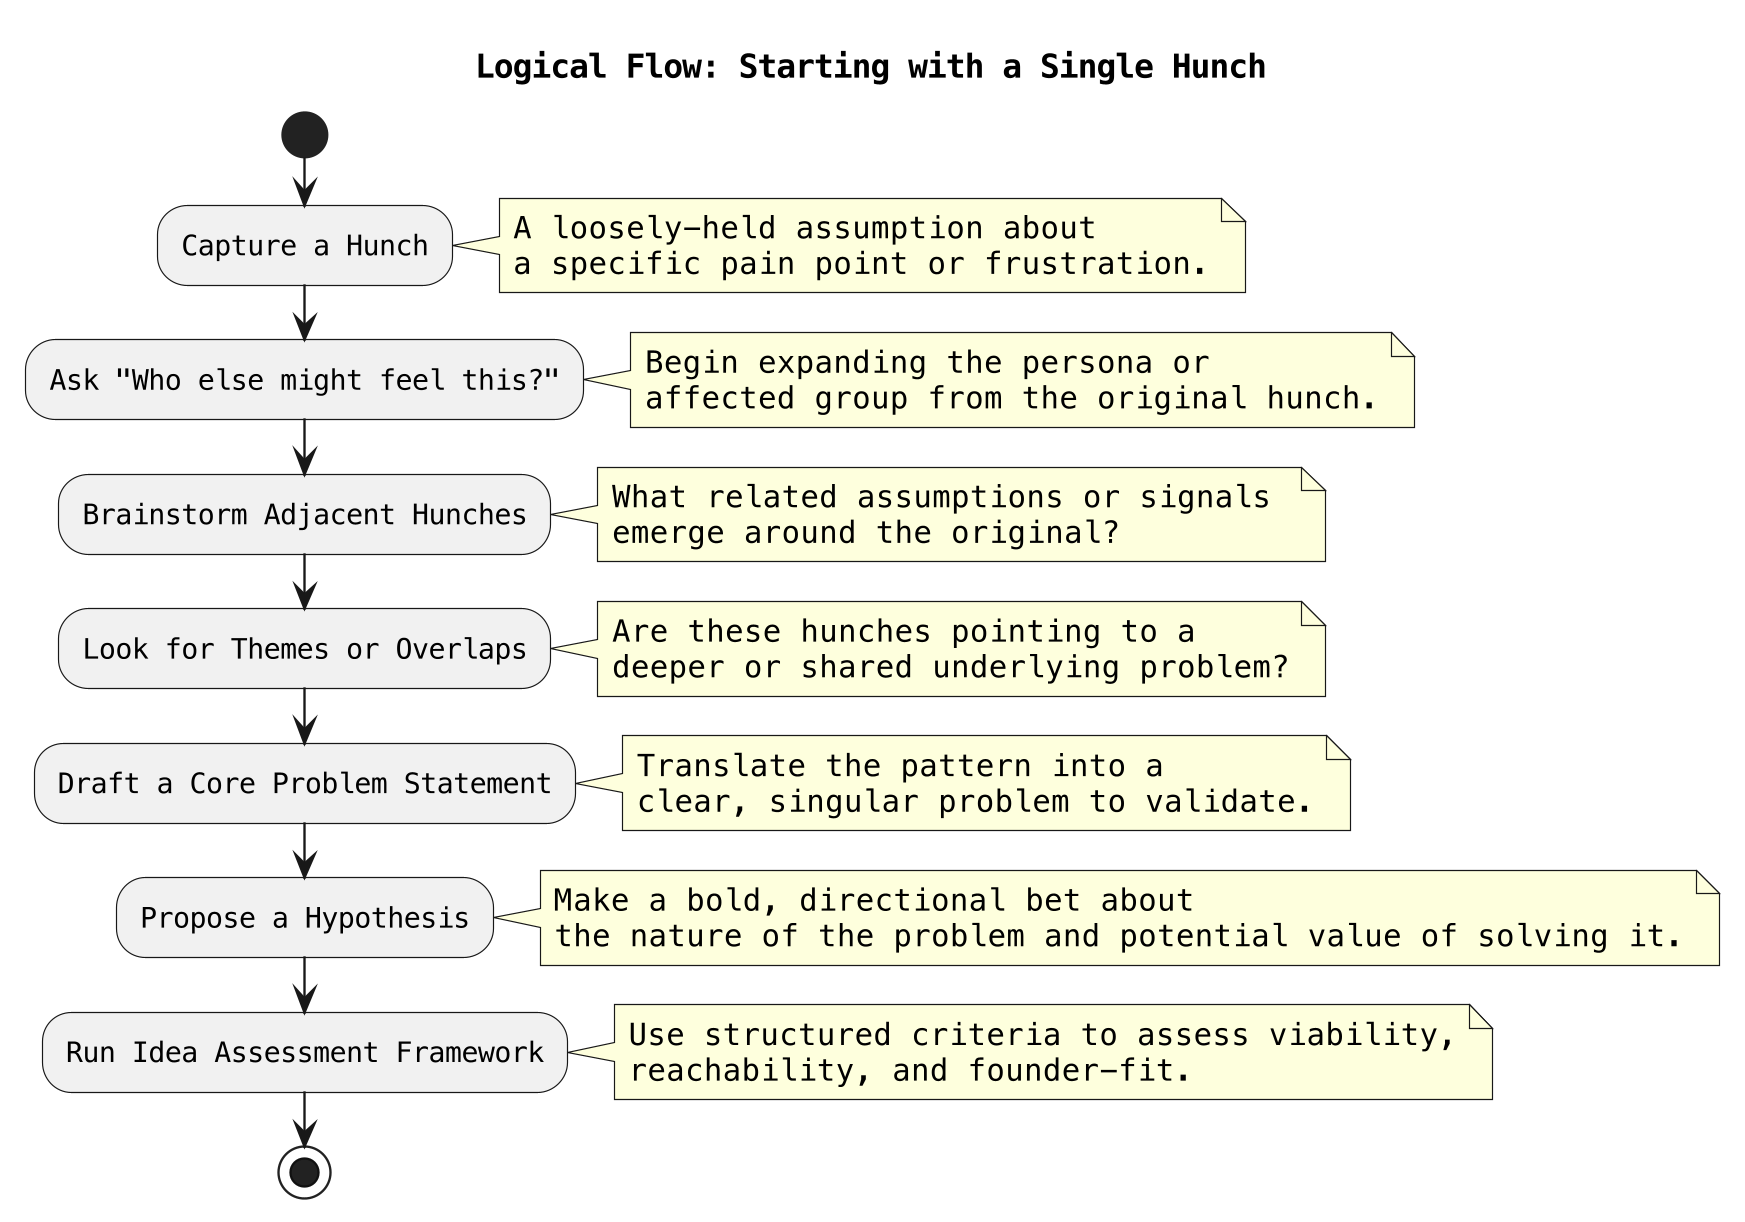 Logical Flow: Starting with a Single Hunch
Capture a Hunch
A loosely-held assumption about
a specific pain point or frustration.
Ask "Who else might feel this?"
Begin expanding the persona or
affected group from the original hunch.
Brainstorm Adjacent Hunches
What related assumptions or signals
emerge around the original?
Look for Themes or Overlaps
Are these hunches pointing to a
deeper or shared underlying problem?
Draft a Core Problem Statement
Translate the pattern into a
clear, singular problem to validate.
Propose a Hypothesis
Make a bold, directional bet about
the nature of the problem and potential value of solving it.
Run Idea Assessment Framework
Use structured criteria to assess viability,
reachability, and founder-fit.